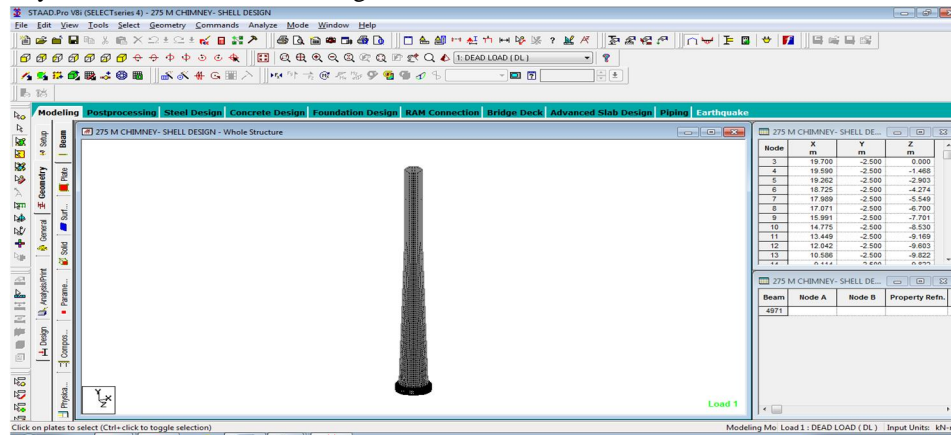 STAAD.Pro V8i (SELECTseries 4) - 275 M CHIMNEY- SHELL DESIGN
File Edit View Tools Select Geometry Commands Analyze Mode Window Help
1: DEAD LOAD ( DL )
Modeling Postprocessing Steel Design Concrete Design Foundation Design RAM Connection Bridge Deck Advanced Slab Design Piping Earthquake
Setup
Geometry
General
Analysis/Print
Design
Beam
Plate
Surf...
Solid
Parame...
Compos...
Physica...
275 M CHIMNEY- SHELL DESIGN - Whole Structure
Y
X
Z
Load 1
275 M CHIMNEY- SHELL DE...
Node X m Y m Z m
3 19.700 -2.500 0.000
4 19.590 -2.500 -1.468
5 19.262 -2.500 -2.903
6 18.725 -2.500 -4.274
7 17.989 -2.500 -5.549
8 17.071 -2.500 -6.700
9 15.991 -2.500 -7.701
10 14.775 -2.500 -8.530
11 13.449 -2.500 -9.169
12 12.042 -2.500 -9.603
13 10.586 -2.500 -9.822
275 M CHIMNEY- SHELL DE...
Beam Node A Node B Property Refn.
4971
Click on plates to select (Ctrl+click to toggle selection)
Modeling Mo Load 1 : DEAD LOAD ( DL ) Input Units: kN-